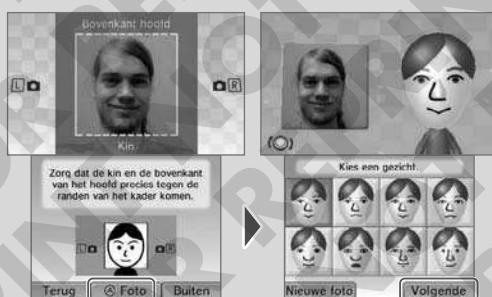 Bovenkant hoofd
L
R
Kin
Zorg dat de kin en de bovenkant
van het hoofd precies tegen de
randen van het kader komen.
L
R
Terug
A Foto
Buiten
Kies een gezicht.
Nieuwe foto
Volgende